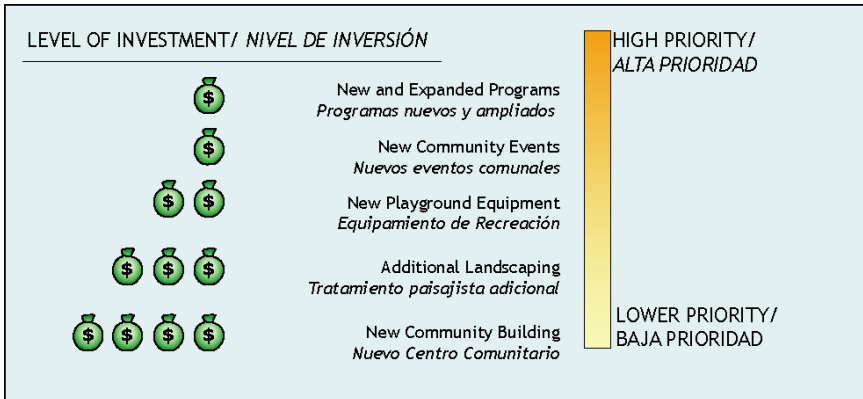 LEVEL OF INVESTMENT/ NIVEL DE INVERSIÓN
HIGH PRIORITY/
ALTA PRIORIDAD
$ New and Expanded Programs
Programas nuevos y ampliados
$ New Community Events
Nuevos eventos comunales
$ $ New Playground Equipment
Equipamiento de Recreación
$ $ $ Additional Landscaping
Tratamiento paisajista adicional
$ $ $ $ New Community Building
Nuevo Centro Comunitario
LOWER PRIORITY/
BAJA PRIORIDAD